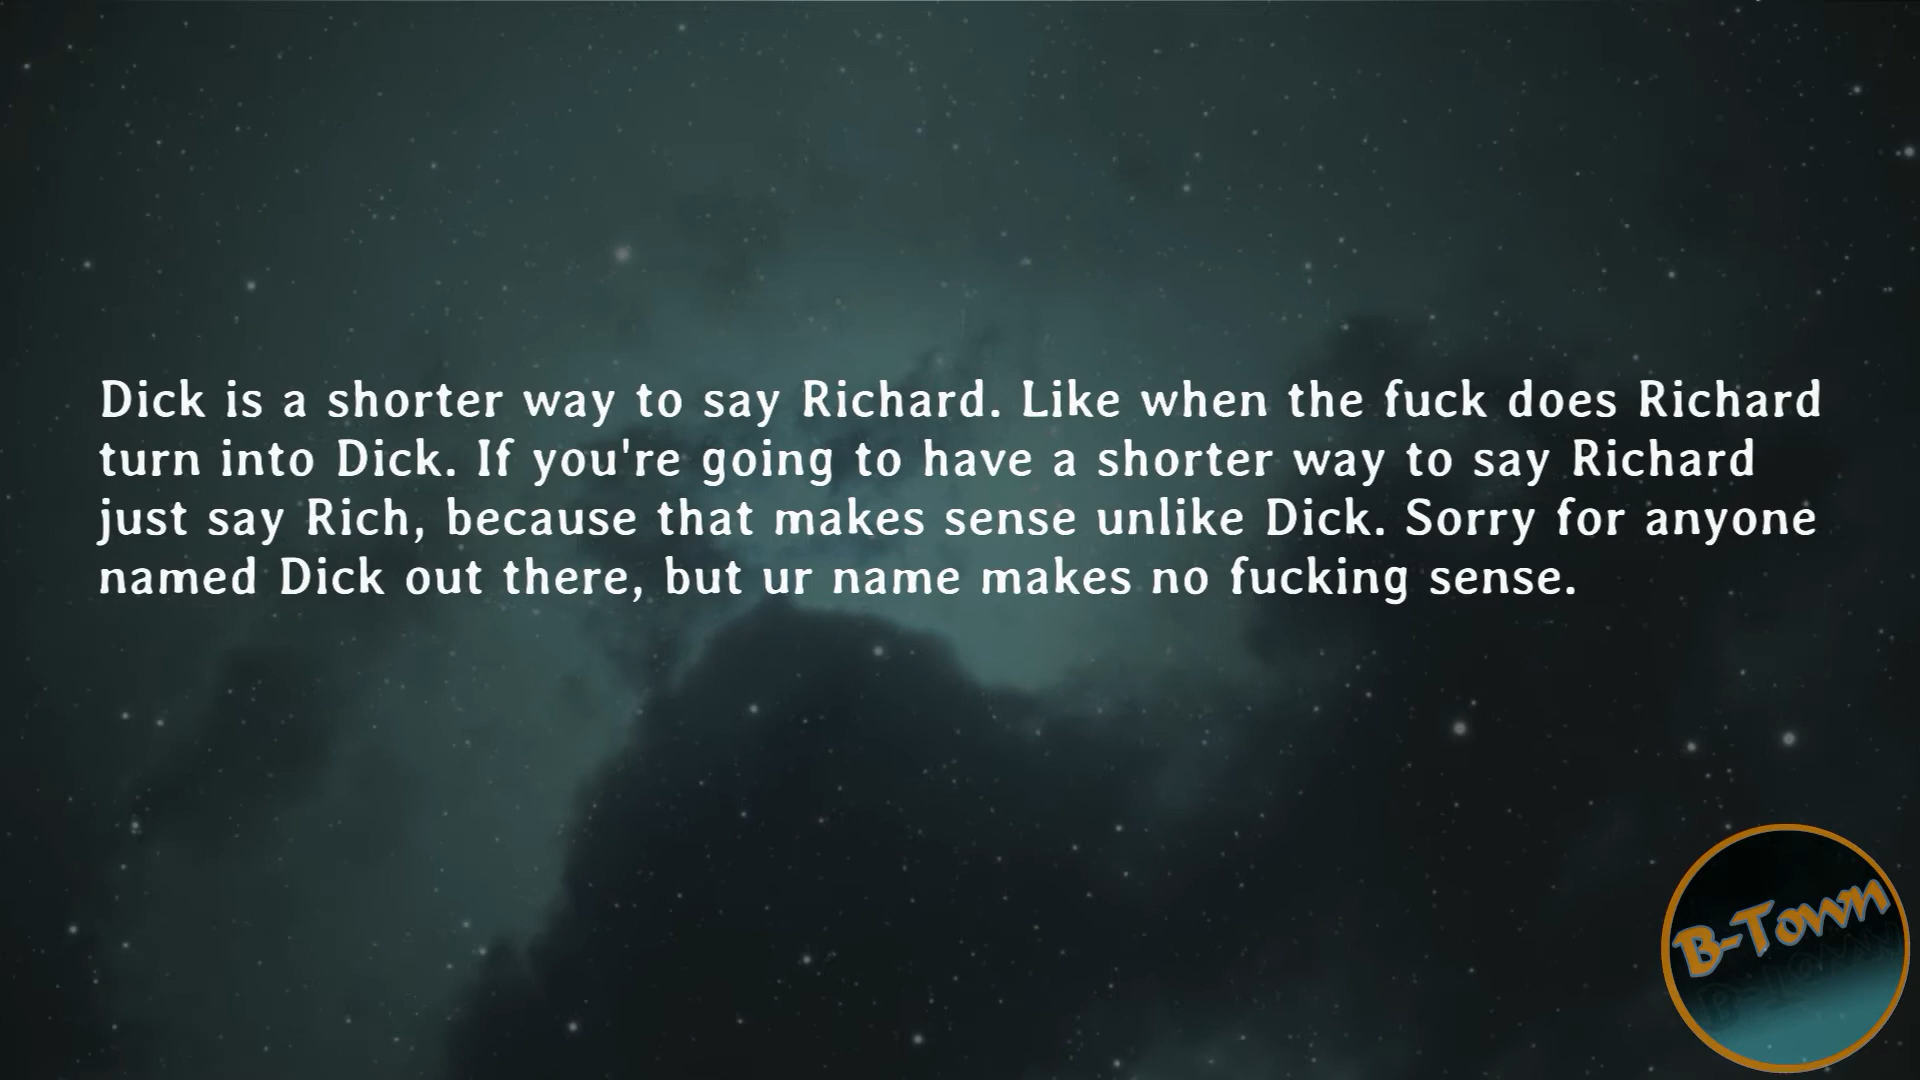 Dick is a shorter way to say Richard. Like when the fuck does Richard
turn into Dick. If you're going to have a shorter way to say Richard
just say Rich, because that makes sense unlike Dick. Sorry for anyone
named Dick out there, but ur name makes no fucking sense.
B-Town